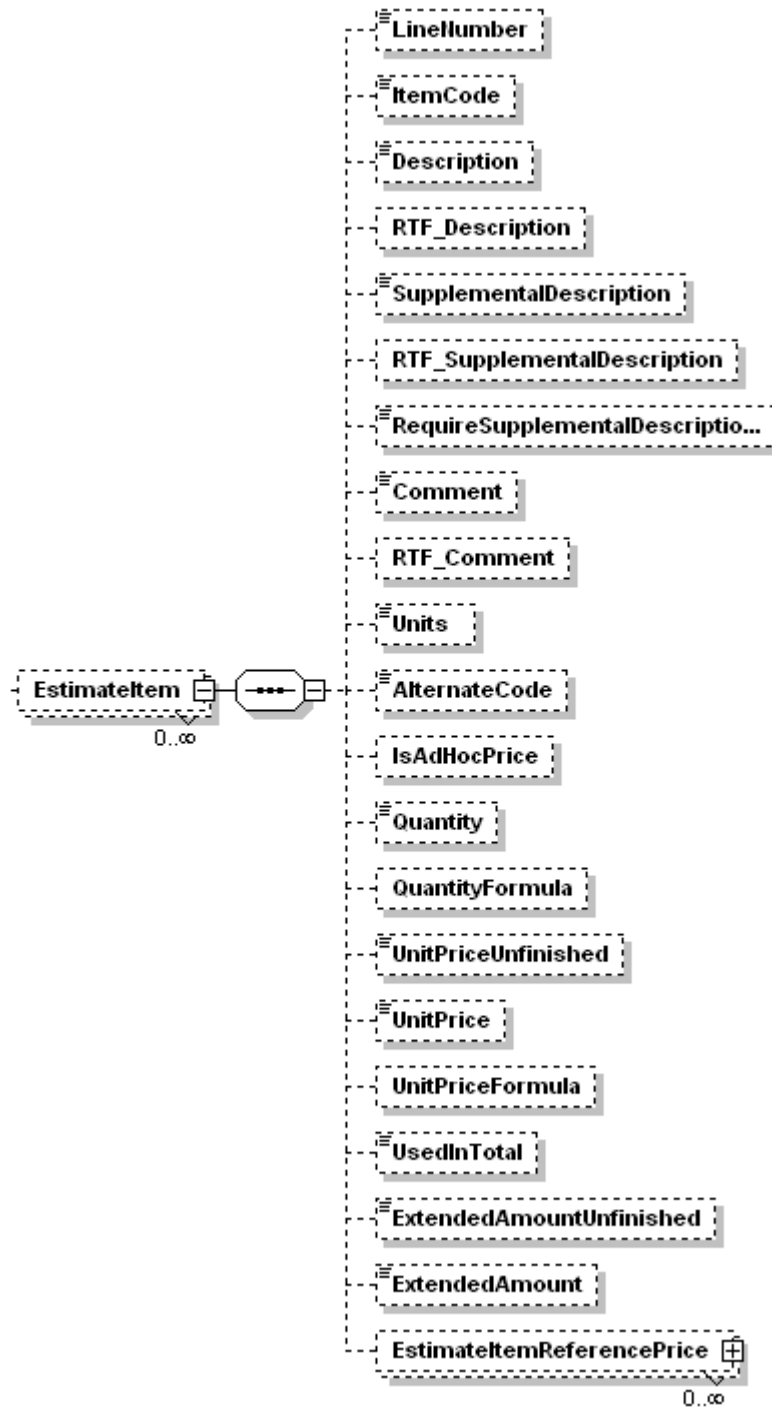 LineNumber
ItemCode
Description
RTF_Description
SupplementalDescription
RTF_SupplementalDescription
RequireSupplementalDescriptio...
Comment
RTF_Comment
Units
EstimateItem
0..∞
AlternateCode
IsAdHocPrice
Quantity
QuantityFormula
UnitPriceUnfinished
UnitPrice
UnitPriceFormula
UsedInTotal
ExtendedAmountUnfinished
ExtendedAmount
EstimateItemReferencePrice
0..∞